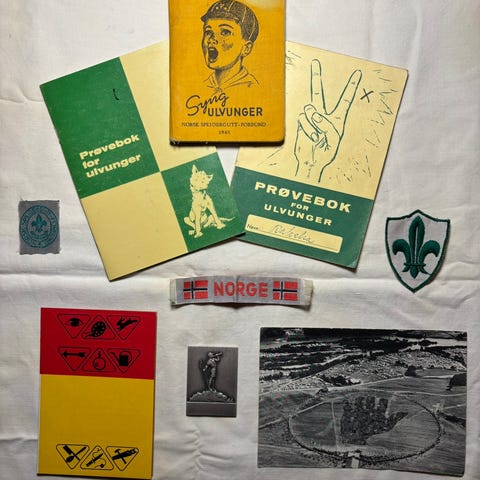 Syng
ULVUNGER
NORSK SPEIDERGUTT-FORBUND
1965
Prøvebok
for
ulvunger
PRØVEBOK
FOR
ULVUNGER
Navn:
NORGE